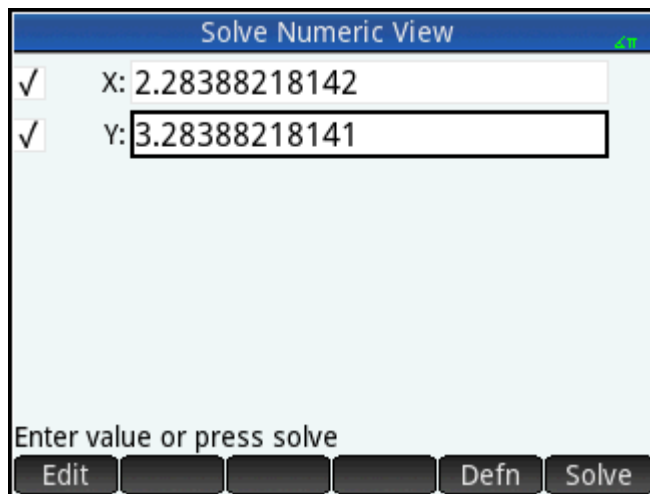 Solve Numeric View
∡π
√ X: 2.28388218142
√ Y: 3.28388218141
Enter value or press solve
Edit Defn Solve